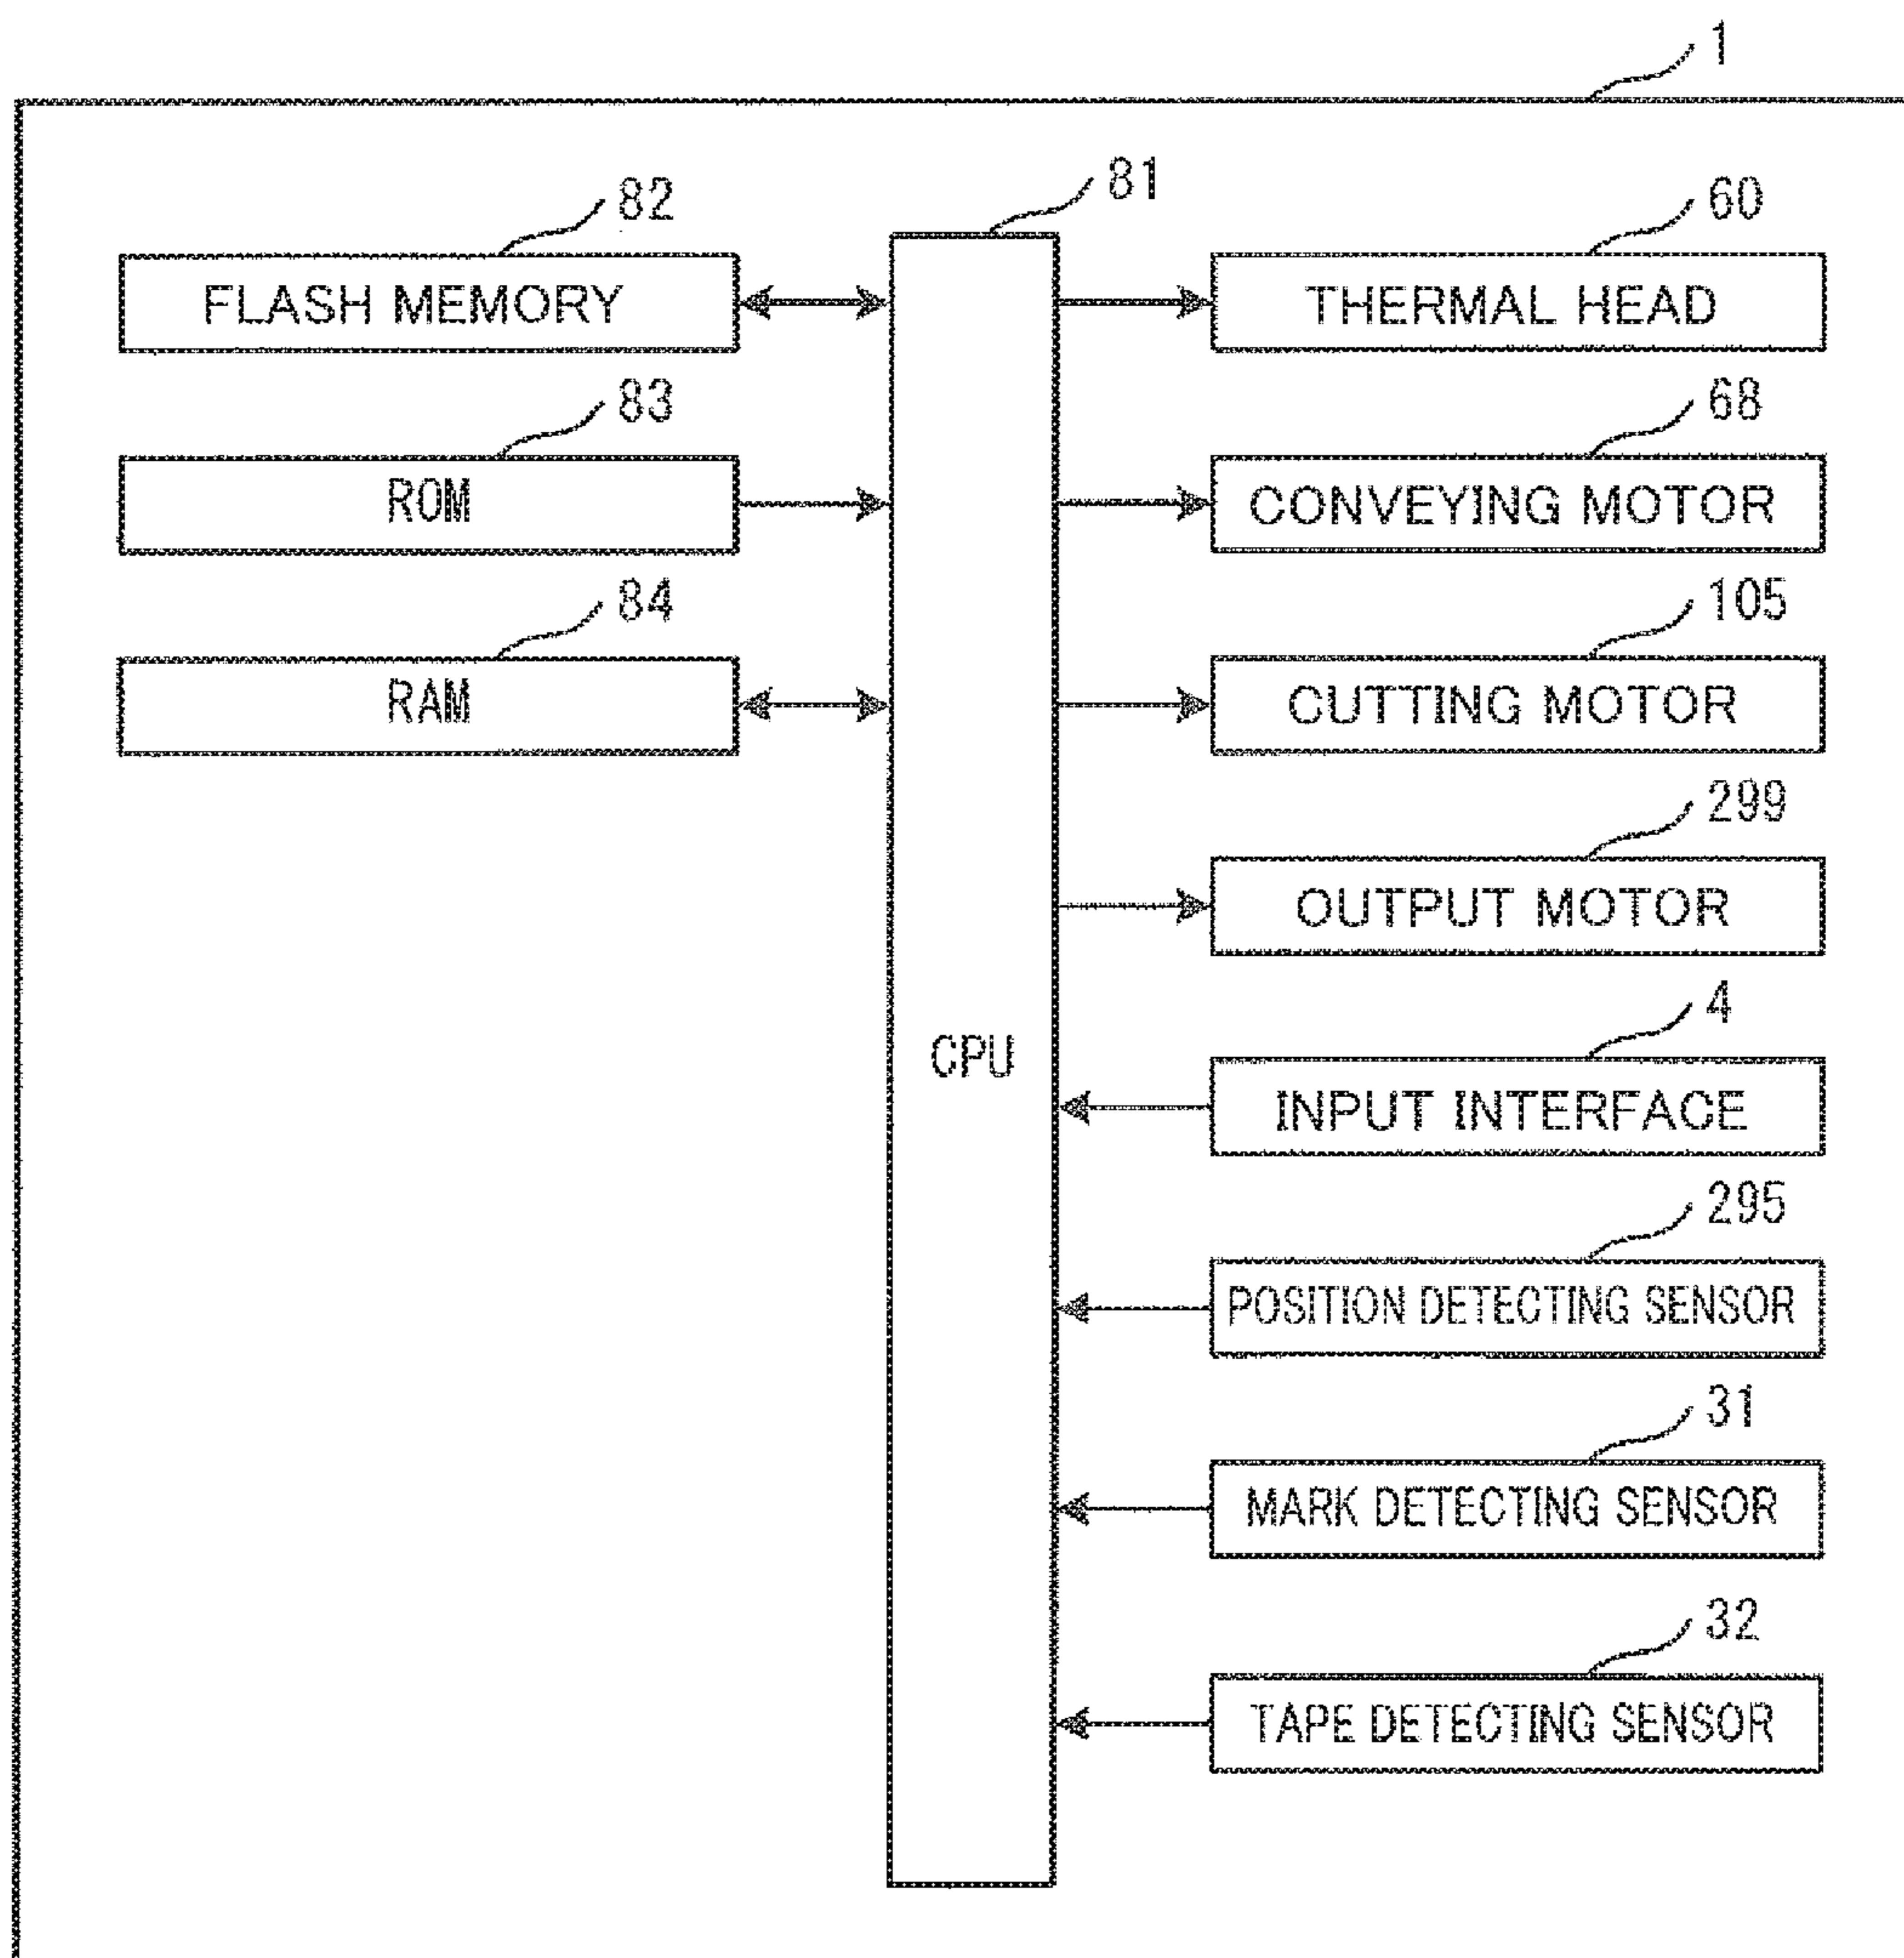 1
82
FLASH MEMORY
83
ROM
84
RAM
81
CPU
60
THERMAL HEAD
68
CONVEYING MOTOR
105
CUTTING MOTOR
299
OUTPUT MOTOR
4
INPUT INTERFACE
295
POSITION DETECTING SENSOR
31
MARK DETECTING SENSOR
32
TAPE DETECTING SENSOR